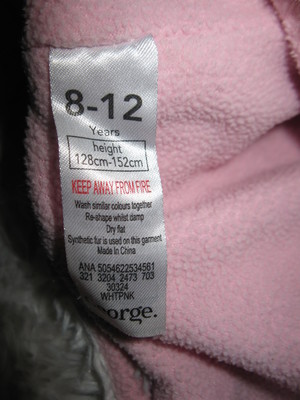 8-12
Years
height
128cm-152cm
KEEP AWAY FROM FIRE
Wash similar colours together
Re-shape whilst damp
Dry flat
Synthetic fur is used on this garment
Made In China
ANA 5054622534561
321 3204 2473 703
30324
WHTPNK
orge.